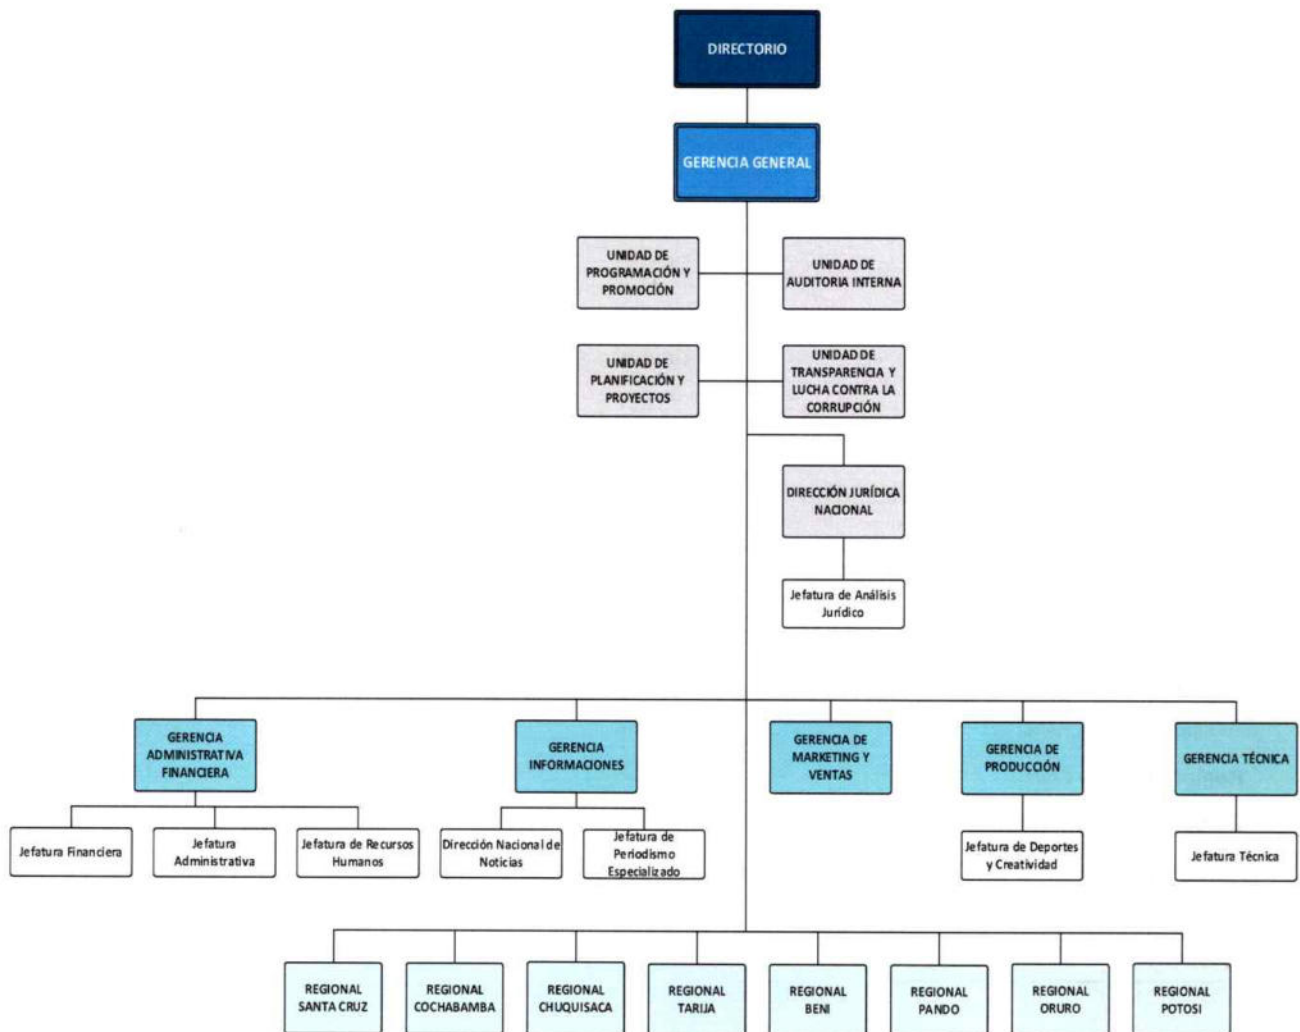 DIRECTORIO
GERENCIA GENERAL
UNIDAD DE
PROGRAMACIÓN Y
PROMOCIÓN
UNIDAD DE
AUDITORIA INTERNA
UNIDAD DE
PLANIFICACIÓN Y
PROYECTOS
UNIDAD DE
TRANSPARENCIA Y
LUCHA CONTRA LA
CORRUPCIÓN
DIRECCIÓN JURÍDICA
NACIONAL
Jefatura de Análisis
Jurídico
GERENCIA
ADMINISTRATIVA
FINANCIERA
GERENCIA
INFORMACIONES
GERENCIA DE
MARKETING Y
VENTAS
GERENCIA DE
PRODUCCIÓN
GERENCIA TÉCNICA
Jefatura Financiera
Jefatura
Administrativa
Jefatura de Recursos
Humanos
Dirección Nacional de
Noticias
Jefatura de
Periodismo
Especializado
Jefatura de Deportes
y Creatividad
Jefatura Técnica
REGIONAL
SANTA CRUZ
REGIONAL
COCHABAMBA
REGIONAL
CHUQUISACA
REGIONAL
TARIJA
REGIONAL
BENI
REGIONAL
PANDO
REGIONAL
ORURO
REGIONAL
POTOSI